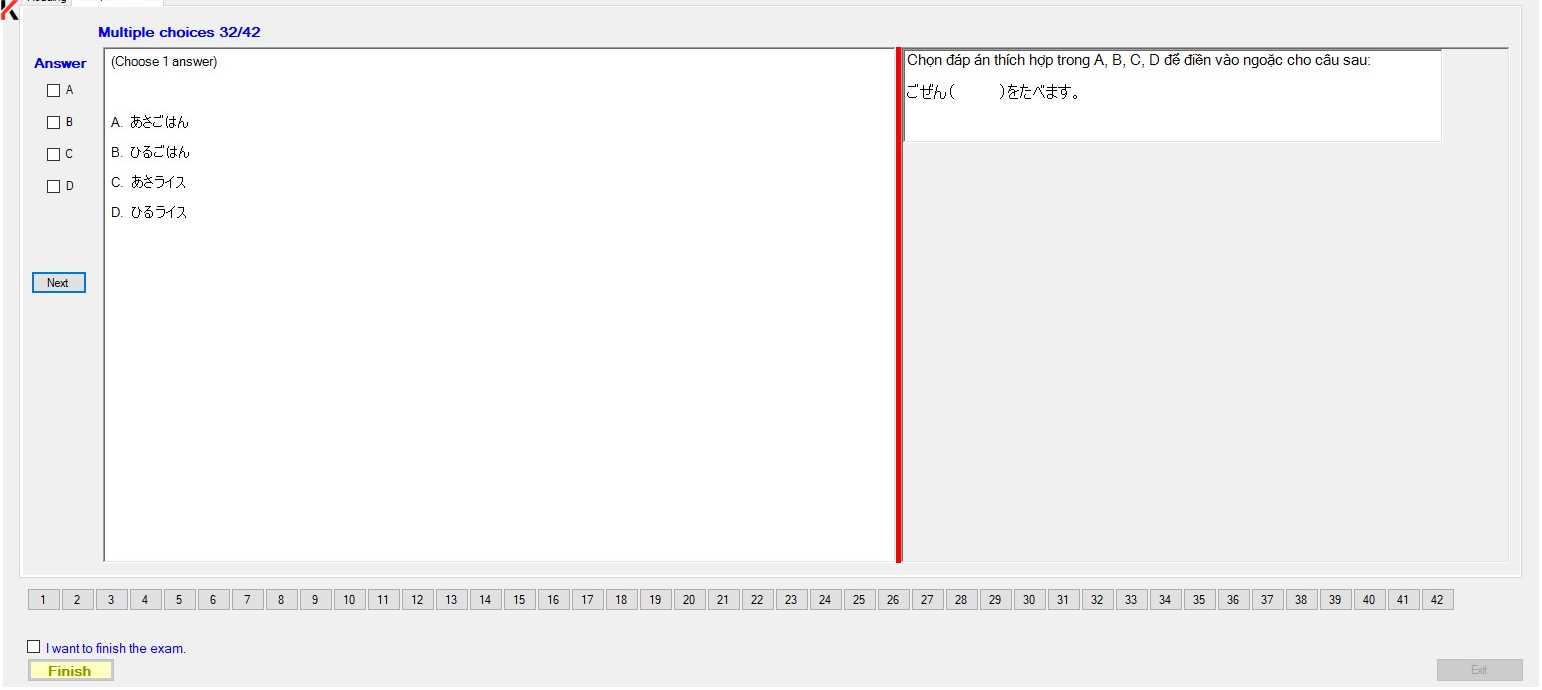 Multiple choices 32/42
Answer
A
B
C
D
Next
(Choose 1 answer)
A. あさごはん
B. ひるごはん
C. あさライス
D. ひるライス
Chọn đáp án thích hợp trong A, B, C, D để điền vào ngoặc cho câu sau:
ごぜん( )をたべます。
1 2 3 4 5 6 7 8 9 10 11 12 13 14 15 16 17 18 19 20 21 22 23 24 25 26 27 28 29 30 31 32 33 34 35 36 37 38 39 40 41 42
I want to finish the exam.
Finish
Exit